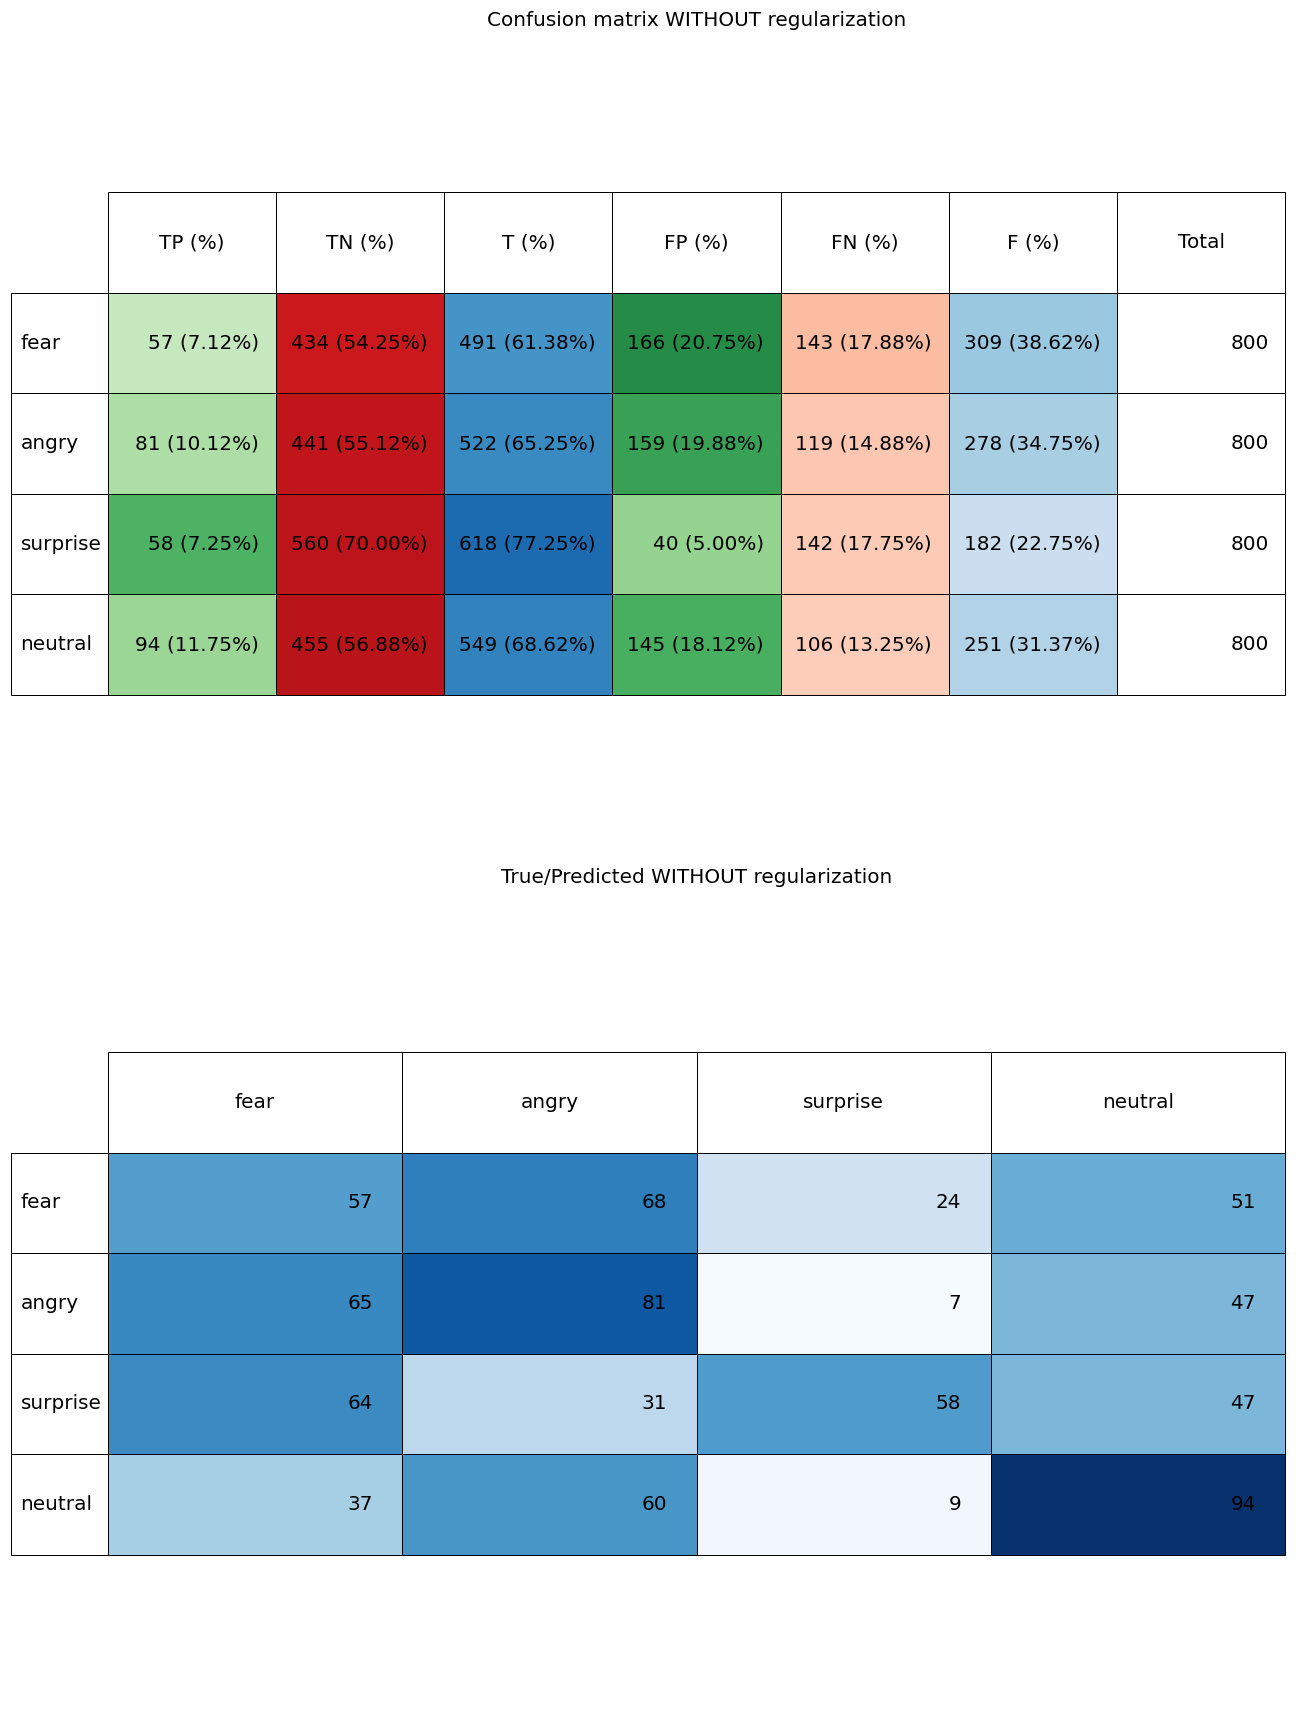 Confusion matrix WITHOUT regularization
TP (%) TN (%) T (%) FP (%) FN (%) F (%) Total
fear 57 (7.12%) 434 (54.25%) 491 (61.38%) 166 (20.75%) 143 (17.88%) 309 (38.62%) 800
angry 81 (10.12%) 441 (55.12%) 522 (65.25%) 159 (19.88%) 119 (14.88%) 278 (34.75%) 800
surprise 58 (7.25%) 560 (70.00%) 618 (77.25%) 40 (5.00%) 142 (17.75%) 182 (22.75%) 800
neutral 94 (11.75%) 455 (56.88%) 549 (68.62%) 145 (18.12%) 106 (13.25%) 251 (31.37%) 800
True/Predicted WITHOUT regularization
fear angry surprise neutral
fear 57 68 24 51
angry 65 81 7 47
surprise 64 31 58 47
neutral 37 60 9 94